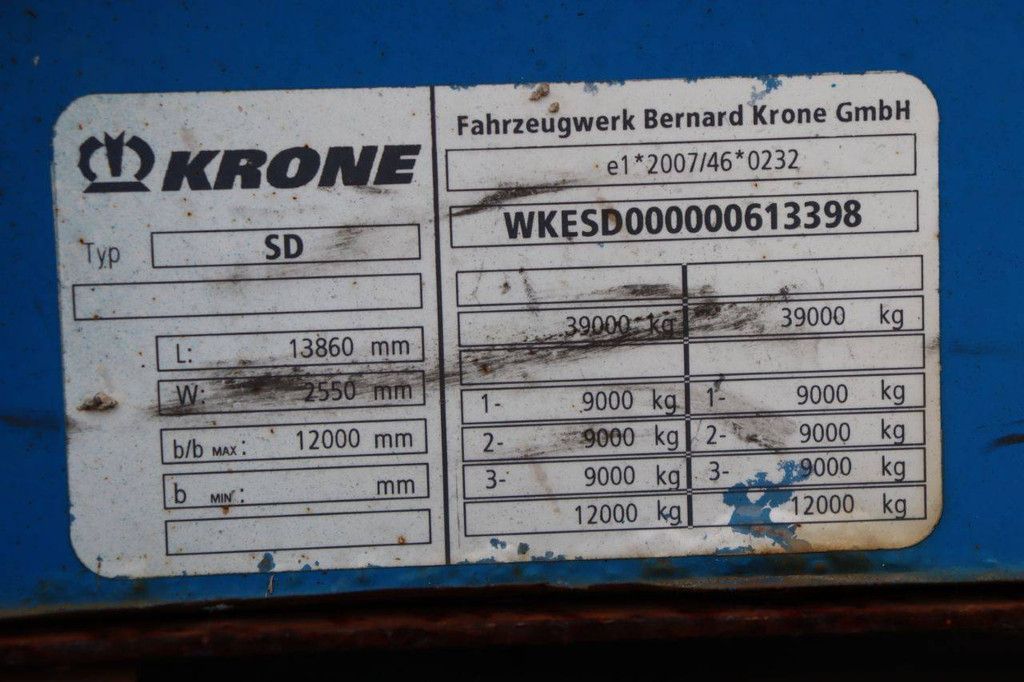 KRONE
Typ SD
L: 13860 mm
W: 2550 mm
b/b MAX: 12000 mm
b MIN: mm
Fahrzeugwerk Bernard Krone GmbH
e1*2007/46*0232
WKESD000000613398
39000 kg 39000 kg
1- 9000 kg 1- 9000 kg
2- 9000 kg 2- 9000 kg
3- 9000 kg 3- 9000 kg
12000 kg 12000 kg